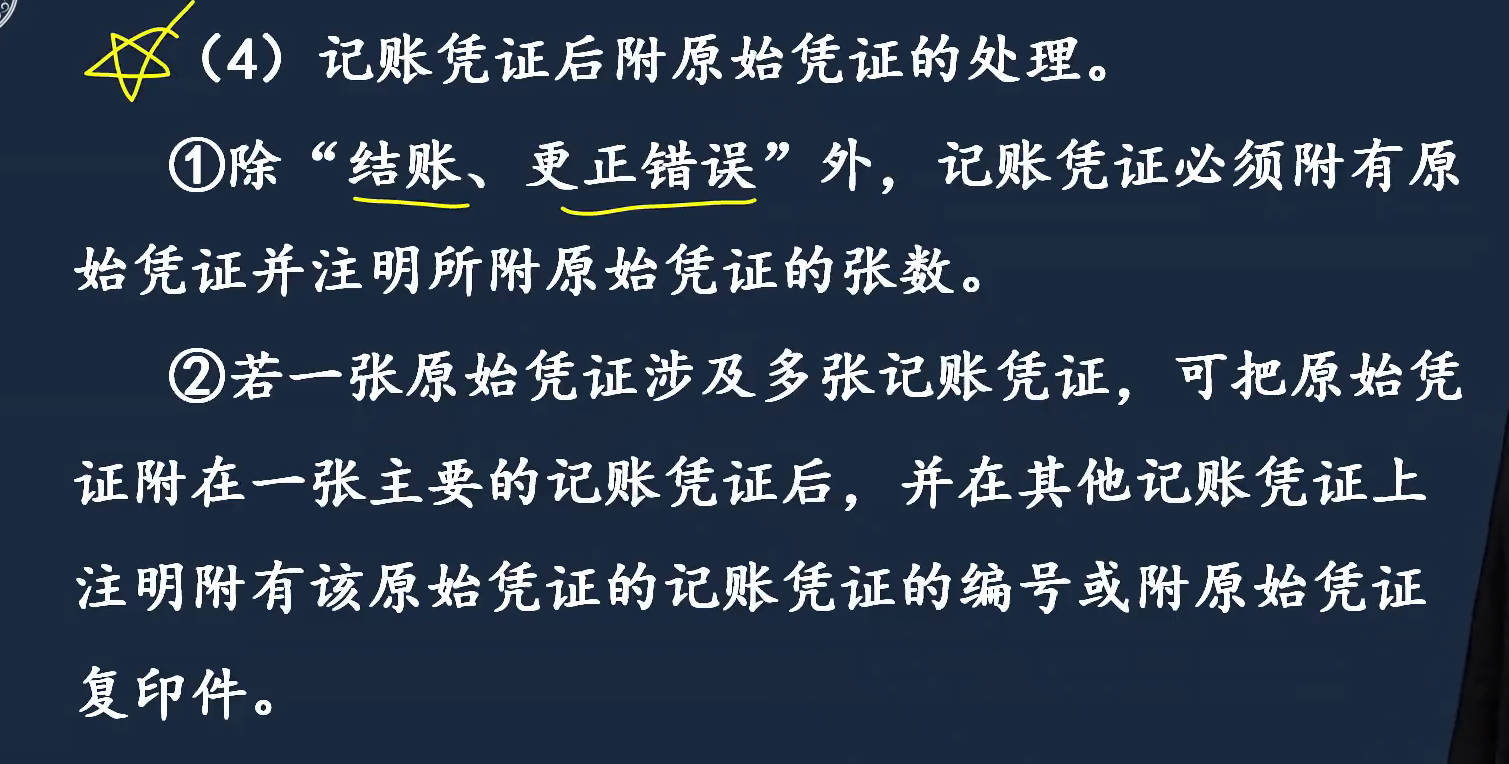 （4）记账凭证后附原始凭证的处理。
①除“结账、更正错误”外，记账凭证必须附有原
始凭证并注明所附原始凭证的张数。
②若一张原始凭证涉及多张记账凭证，可把原始凭
证附在一张主要的记账凭证后，并在其他记账凭证上
注明附有该原始凭证的记账凭证的编号或附原始凭证
复印件。